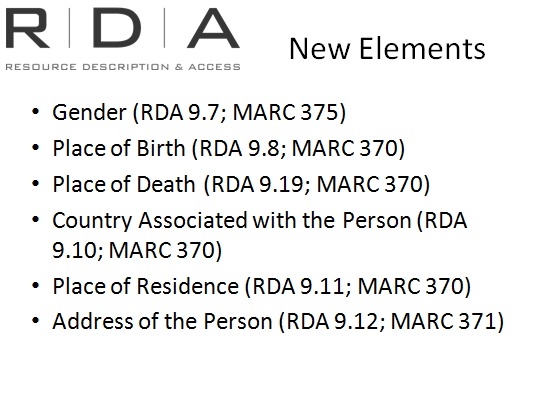 R | D | A
RESOURCE DESCRIPTION & ACCESS
New Elements
• Gender (RDA 9.7; MARC 375)
• Place of Birth (RDA 9.8; MARC 370)
• Place of Death (RDA 9.19; MARC 370)
• Country Associated with the Person (RDA
9.10; MARC 370)
• Place of Residence (RDA 9.11; MARC 370)
• Address of the Person (RDA 9.12; MARC 371)